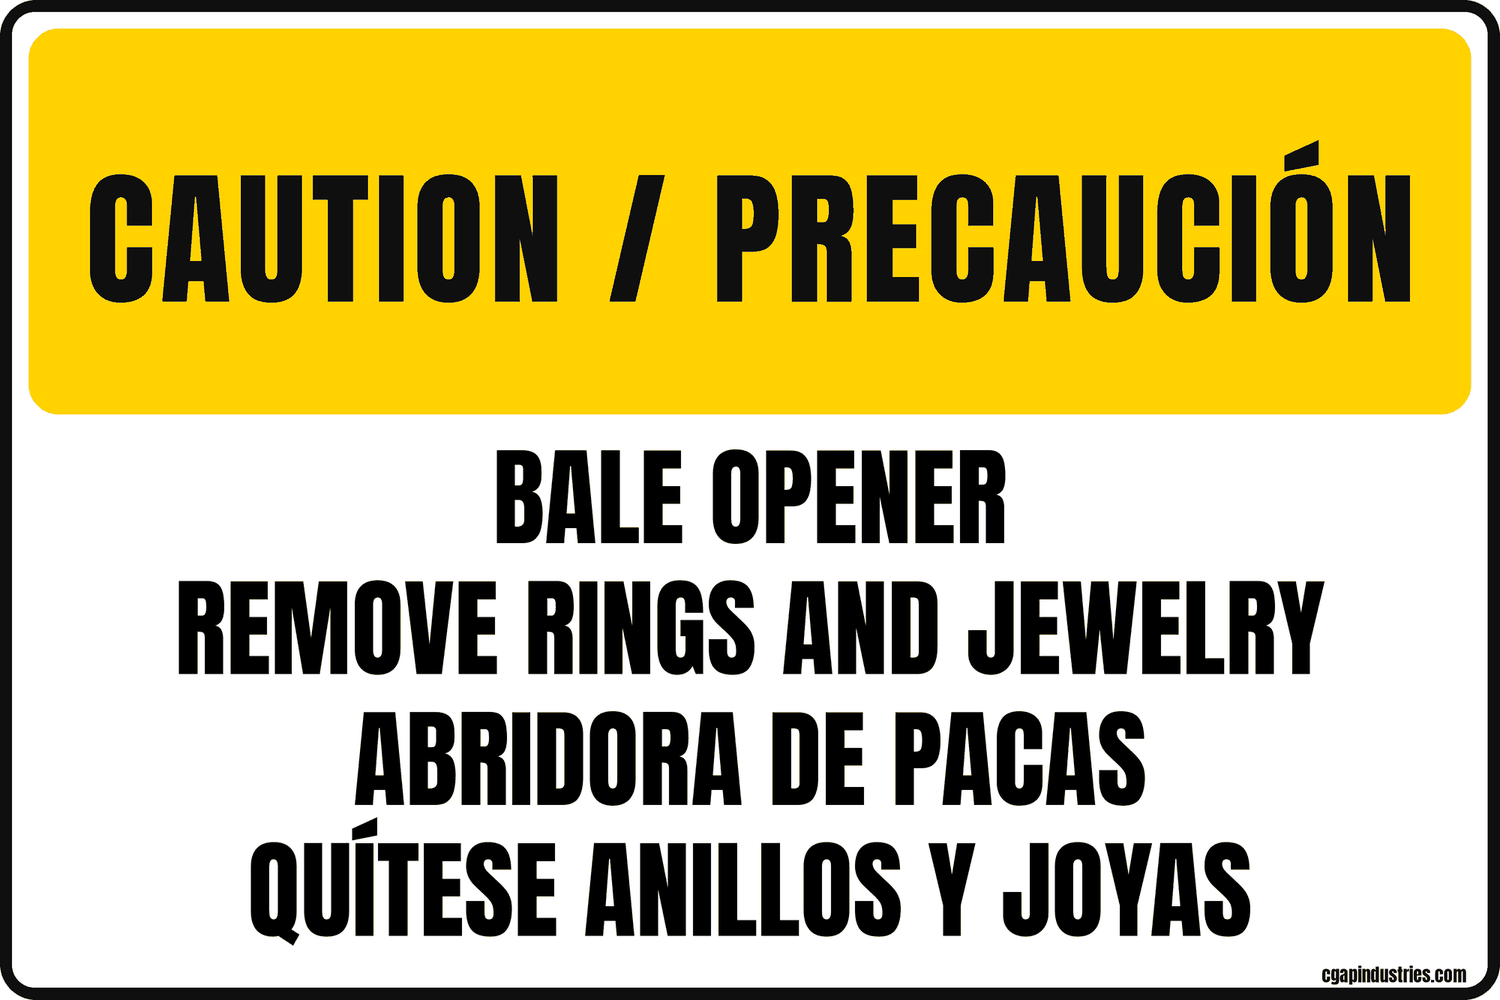 CAUTION / PRECAUCIÓN
BALE OPENER
REMOVE RINGS AND JEWELRY
ABRIDORA DE PACAS
QUÍTESE ANILLOS Y JOYAS
cgapindustries.com